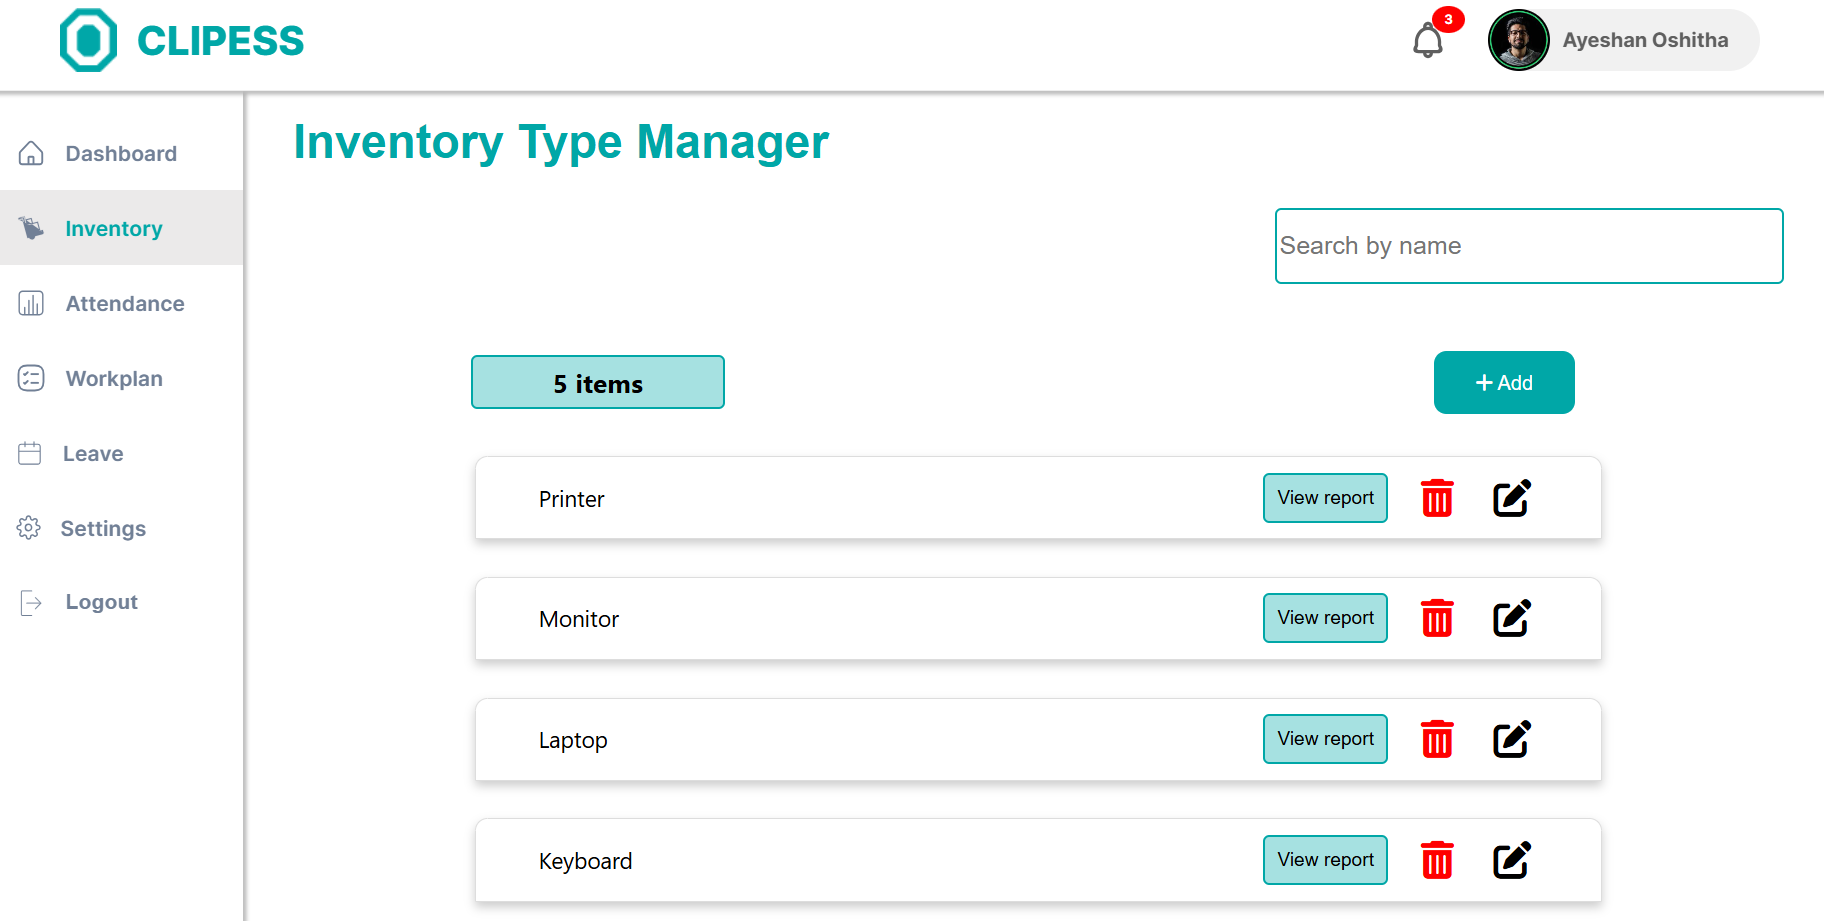 CLIPESS
3
Ayeshan Oshitha
Dashboard
Inventory
Attendance
Workplan
Leave
Settings
Logout
Inventory Type Manager
Search by name
5 items
+ Add
Printer
View report
Monitor
View report
Laptop
View report
Keyboard
View report